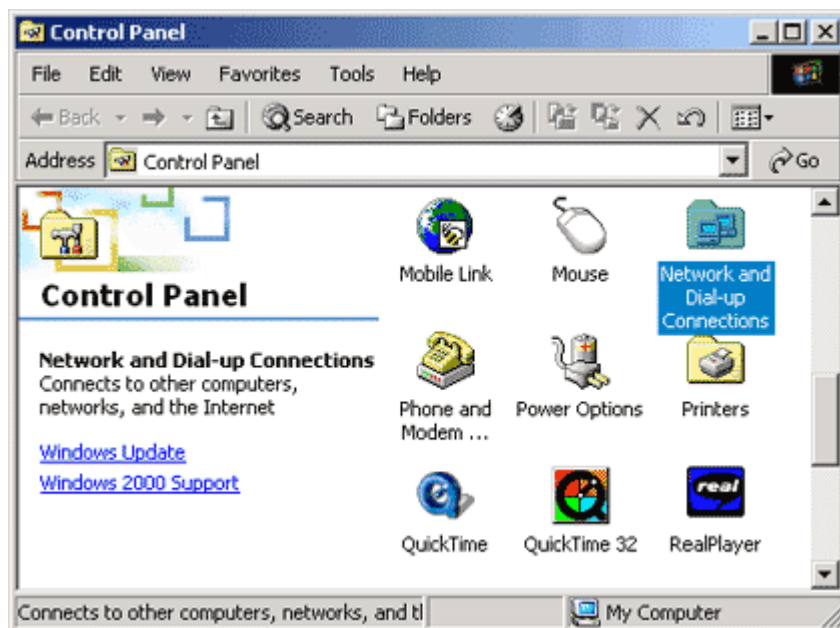 Control Panel
File Edit View Favorites Tools Help
Back Search Folders
Address Control Panel Go
Control Panel
Network and Dial-up Connections
Connects to other computers,
networks, and the Internet
Windows Update
Windows 2000 Support
Mobile Link
Mouse
Network and
Dial-up
Connections
Phone and
Modem ...
Power Options
Printers
QuickTime
QuickTime 32
real
RealPlayer
Connects to other computers, networks, and tl
My Computer